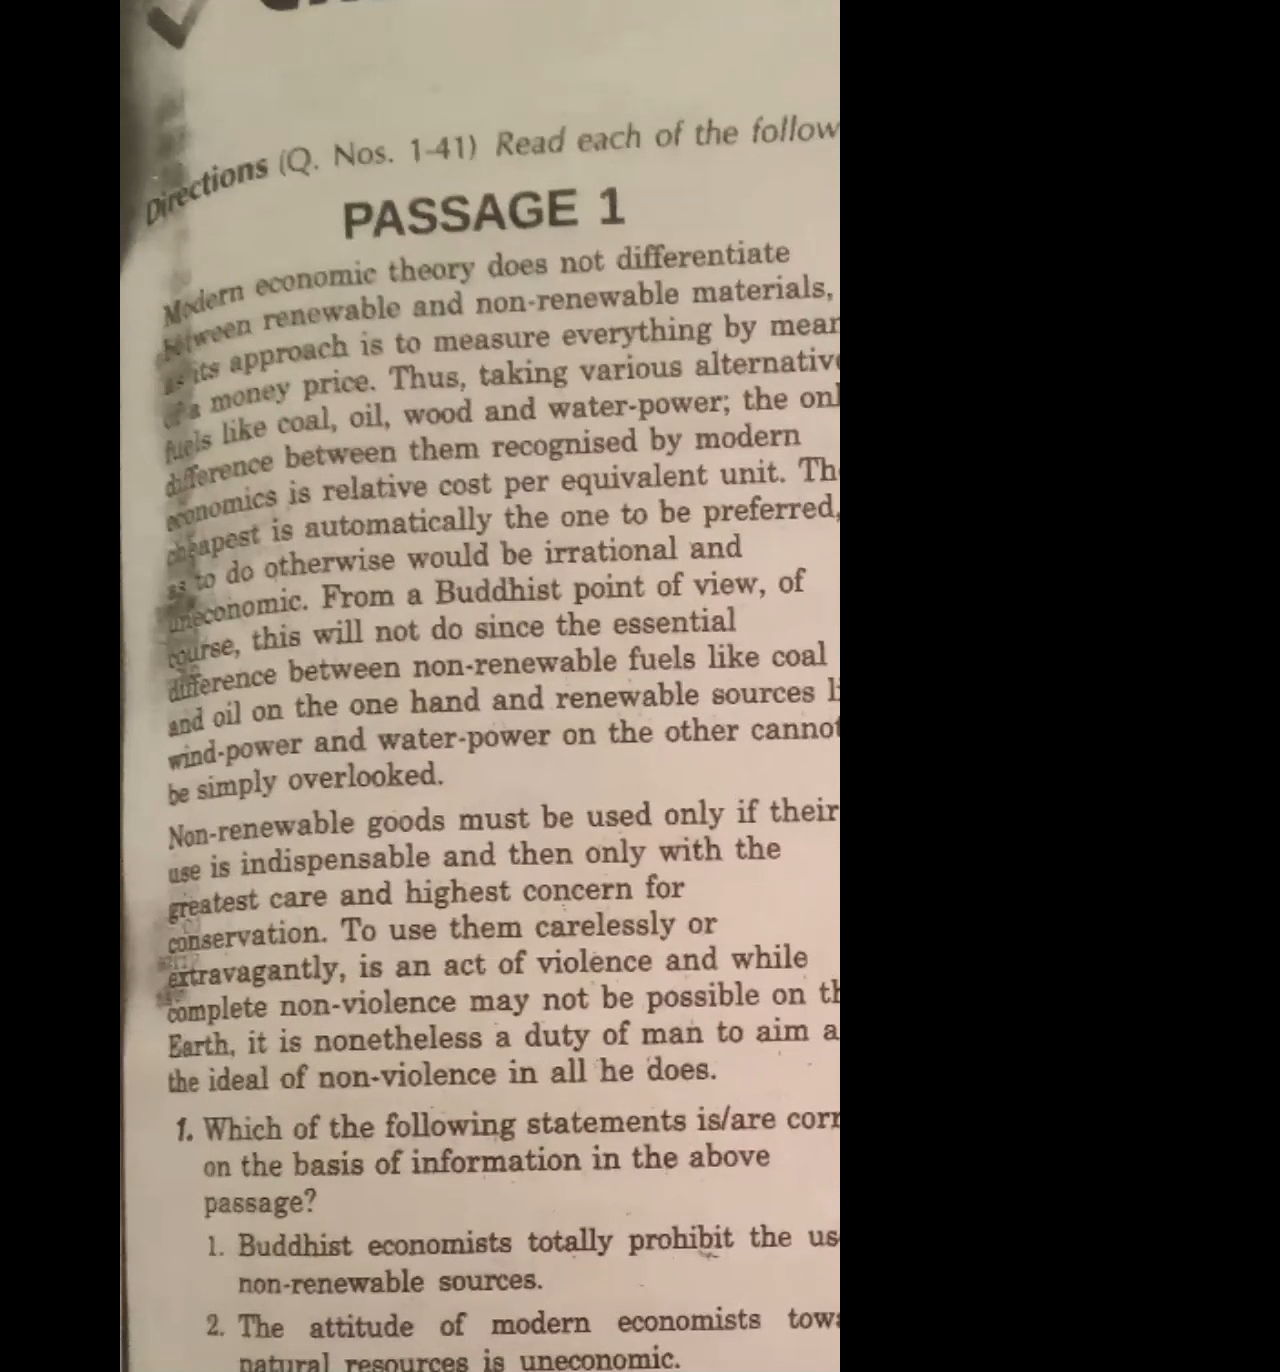 Directions (Q. Nos. 1-41) Read each of the follow
PASSAGE 1
Modern economic theory does not differentiate
between renewable and non-renewable materials,
as its approach is to measure everything by mean
of a money price. Thus, taking various alternative
fuels like coal, oil, wood and water-power; the onl
difference between them recognised by modern
economics is relative cost per equivalent unit. Th
cheapest is automatically the one to be preferred,
as to do otherwise would be irrational and
uneconomic. From a Buddhist point of view, of
course, this will not do since the essential
difference between non-renewable fuels like coal
and oil on the one hand and renewable sources li
wind-power and water-power on the other cannot
be simply overlooked.
Non-renewable goods must be used only if their
use is indispensable and then only with the
greatest care and highest concern for
conservation. To use them carelessly or
extravagantly, is an act of violence and while
complete non-violence may not be possible on th
Earth, it is nonetheless a duty of man to aim a
the ideal of non-violence in all he does.
1. Which of the following statements is/are corr
on the basis of information in the above
passage?
1. Buddhist economists totally prohibit the us
non-renewable sources.
2. The attitude of modern economists towa
natural resources is uneconomic.